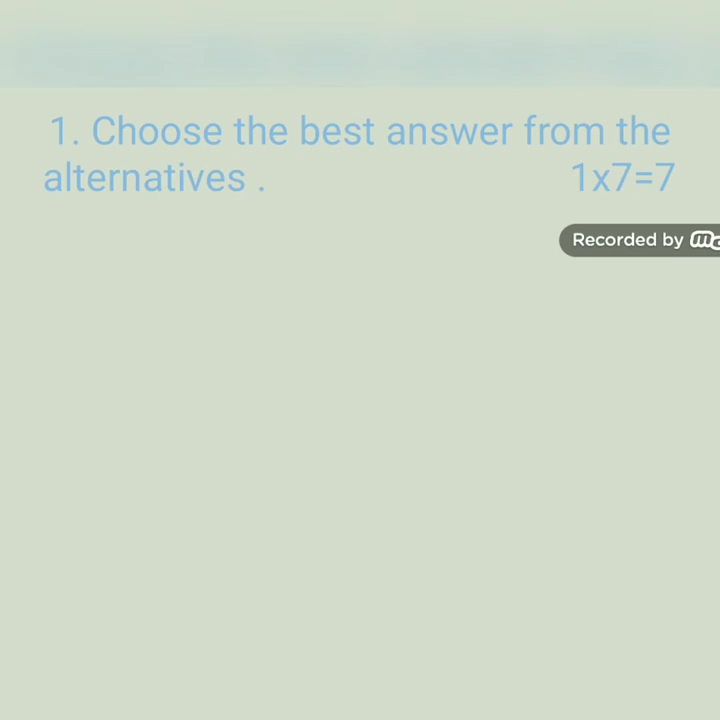 1. Choose the best answer from the
alternatives . 1x7=7
Recorded by